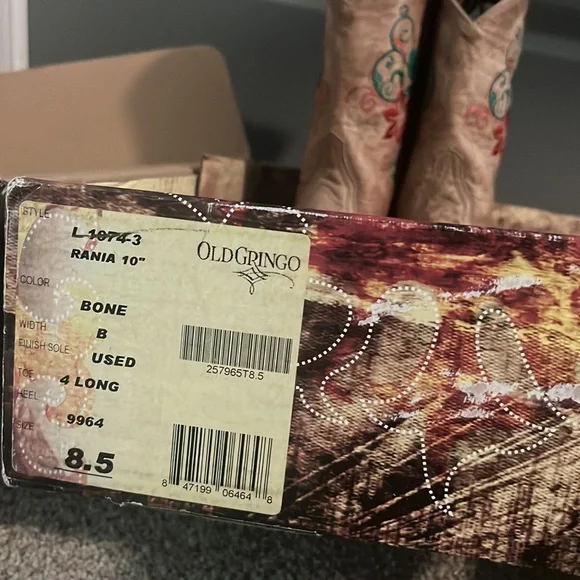 STYLE
L 1074-3
RANIA 10"
OLD GRINGO
COLOR
BONE
WIDTH
B
FINISH SOLE
USED
257965T8.5
TOE
4 LONG
HEEL
9964
SIZE
8.5
8 47199 06464 8